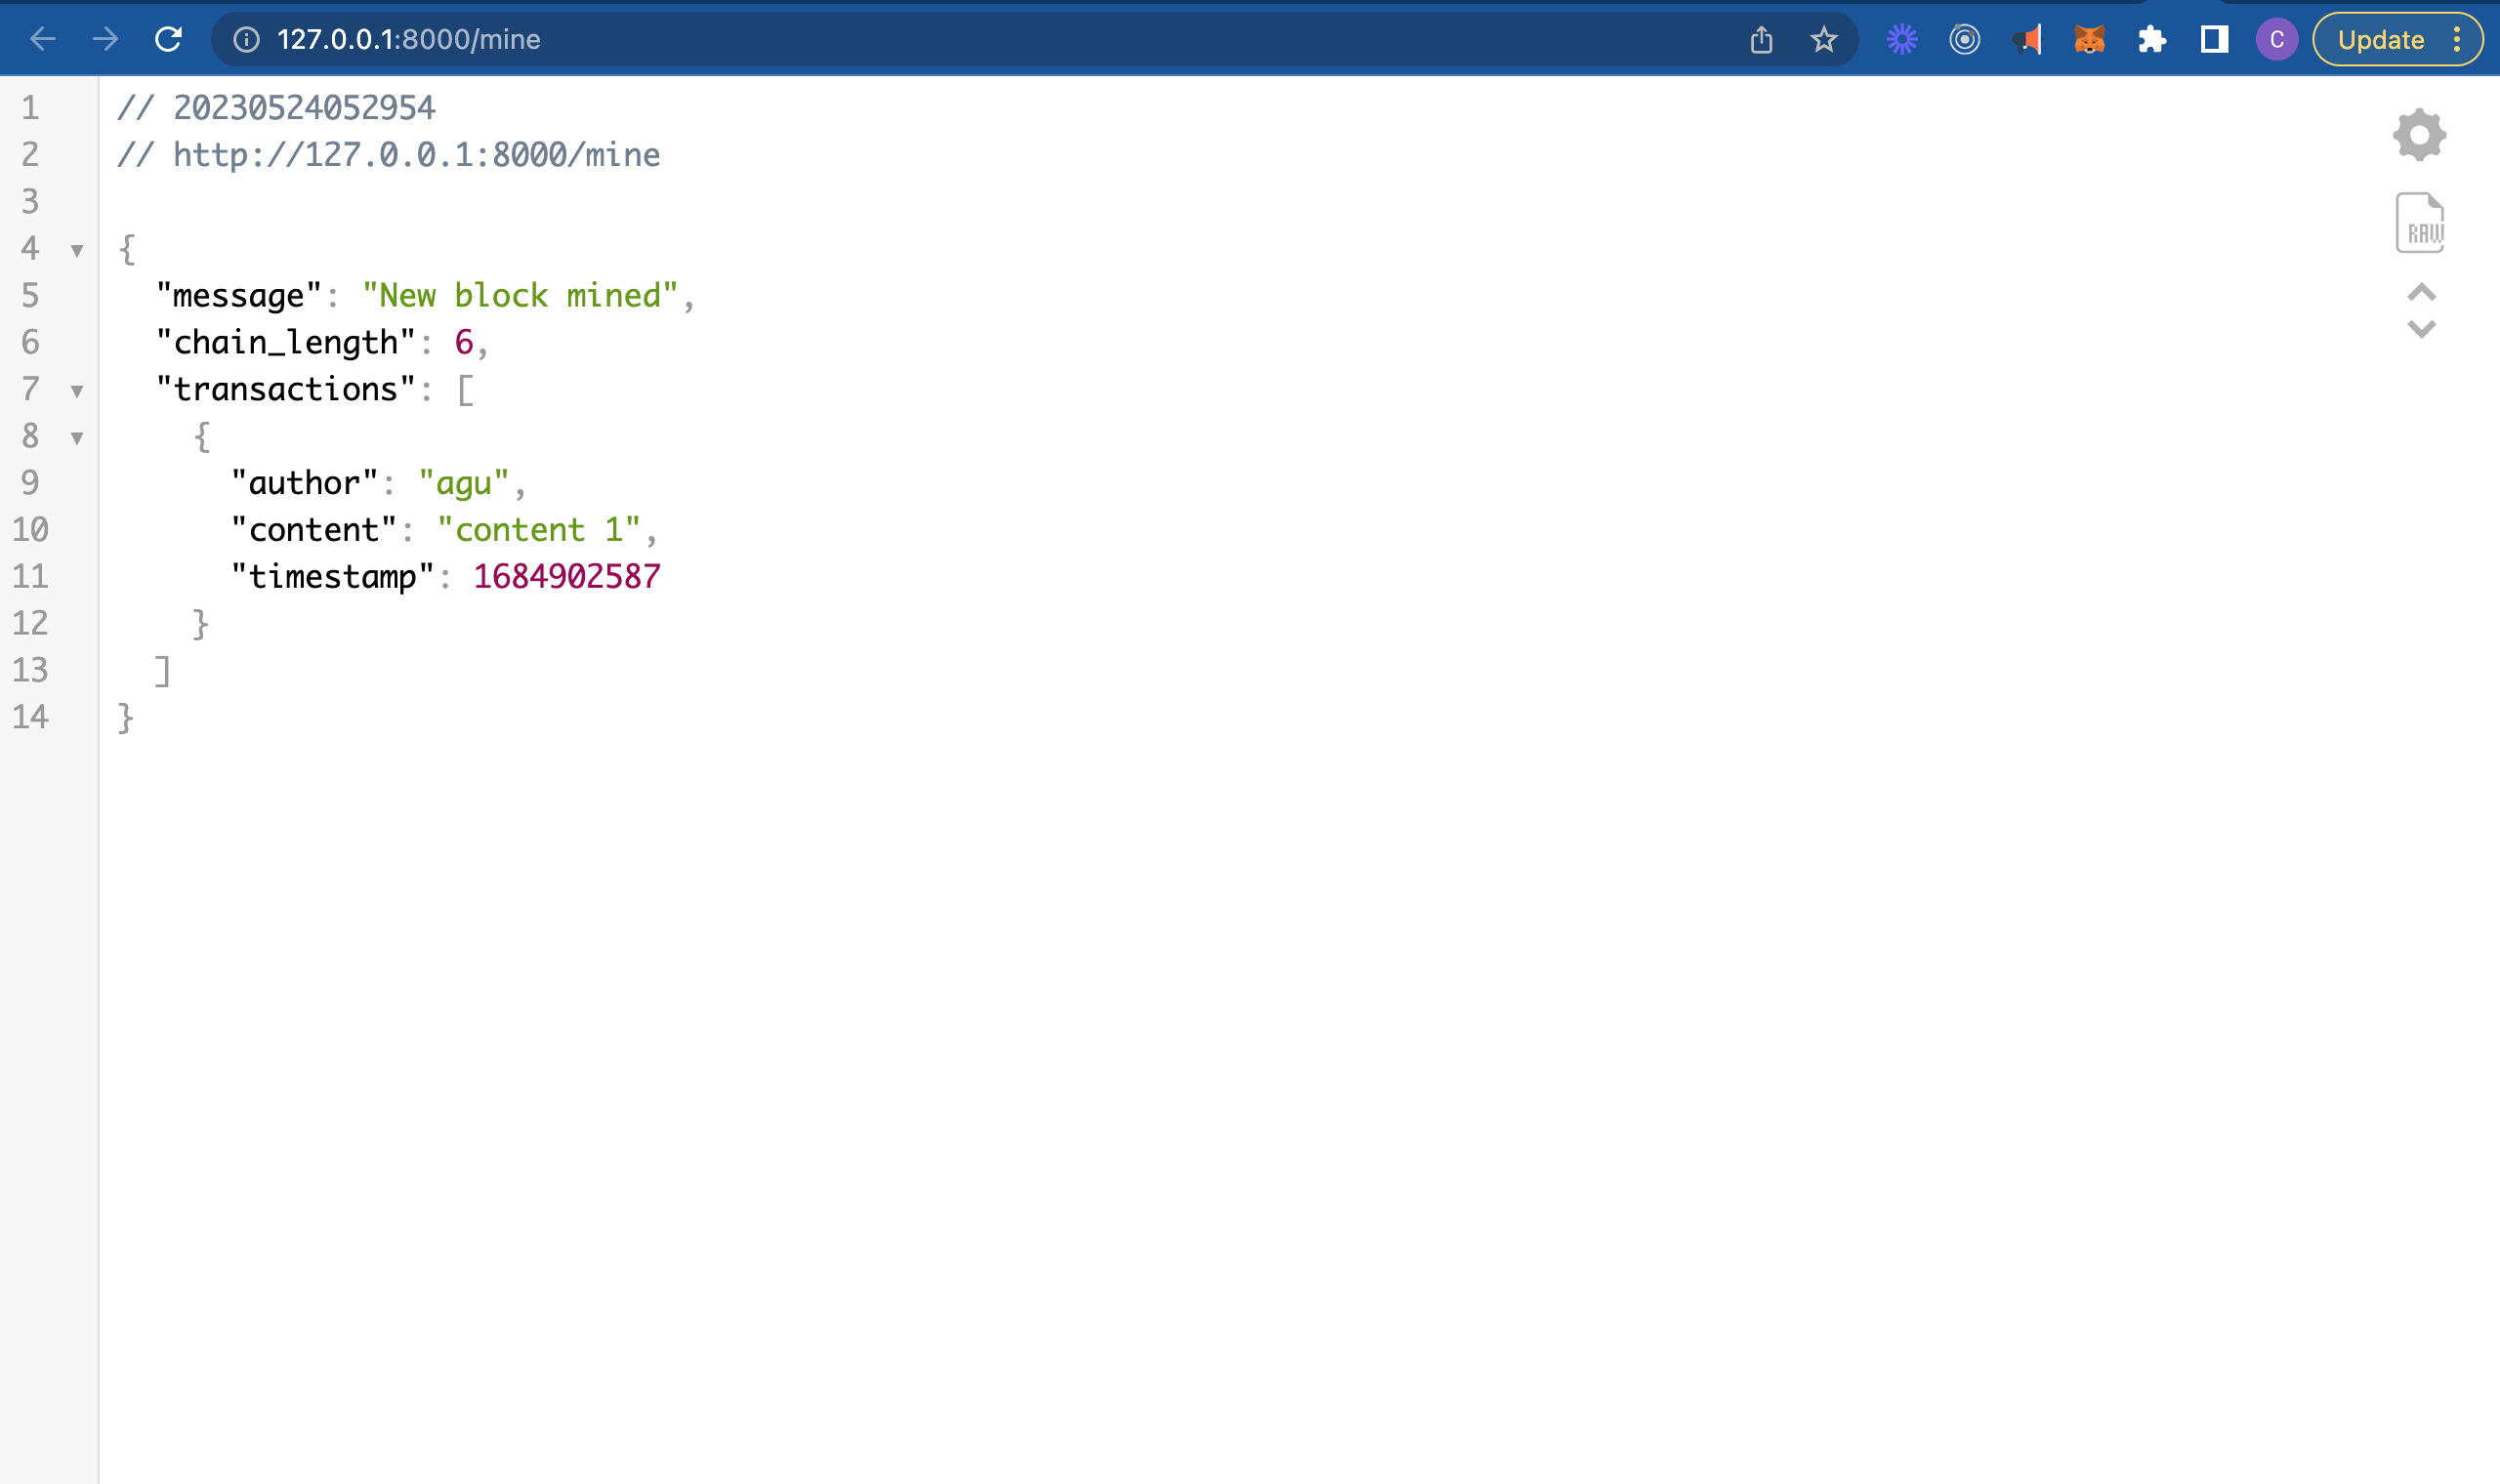 127.0.0.1:8000/mine
C
Update
1 // 20230524052954
2 // http://127.0.0.1:8000/mine
3
4 {
5 "message": "New block mined",
6 "chain_length": 6,
7 "transactions": [
8 {
9 "author": "agu",
10 "content": "content 1",
11 "timestamp": 1684902587
12 }
13 ]
14 }
RAW